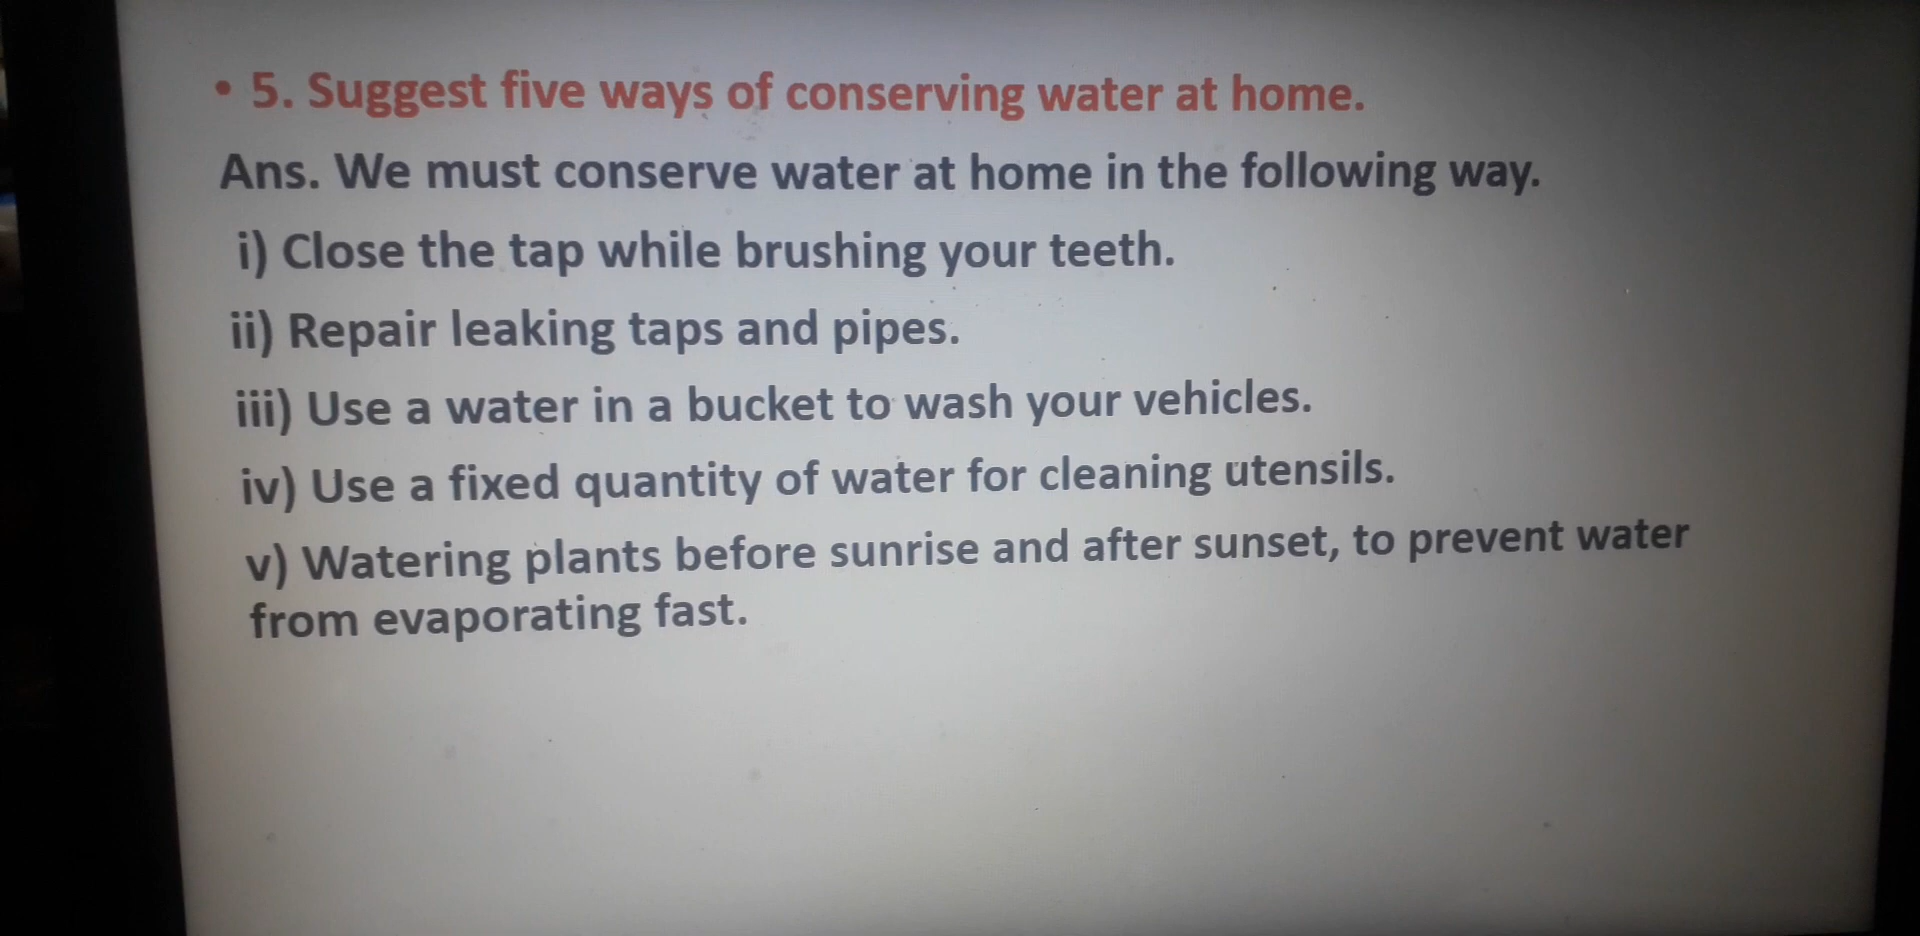 • 5. Suggest five ways of conserving water at home.
Ans. We must conserve water at home in the following way.
i) Close the tap while brushing your teeth.
ii) Repair leaking taps and pipes.
iii) Use a water in a bucket to wash your vehicles.
iv) Use a fixed quantity of water for cleaning utensils.
v) Watering plants before sunrise and after sunset, to prevent water
from evaporating fast.